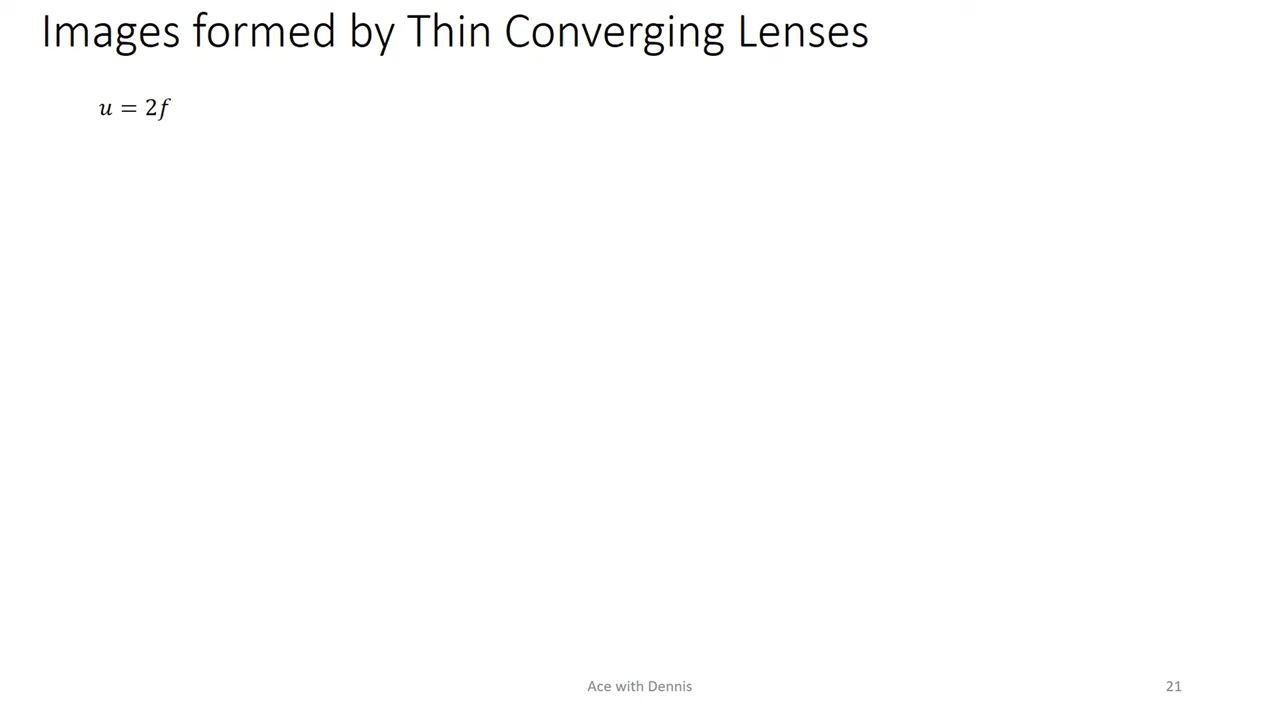 Images formed by Thin Converging Lenses
u = 2f
Ace with Dennis
21